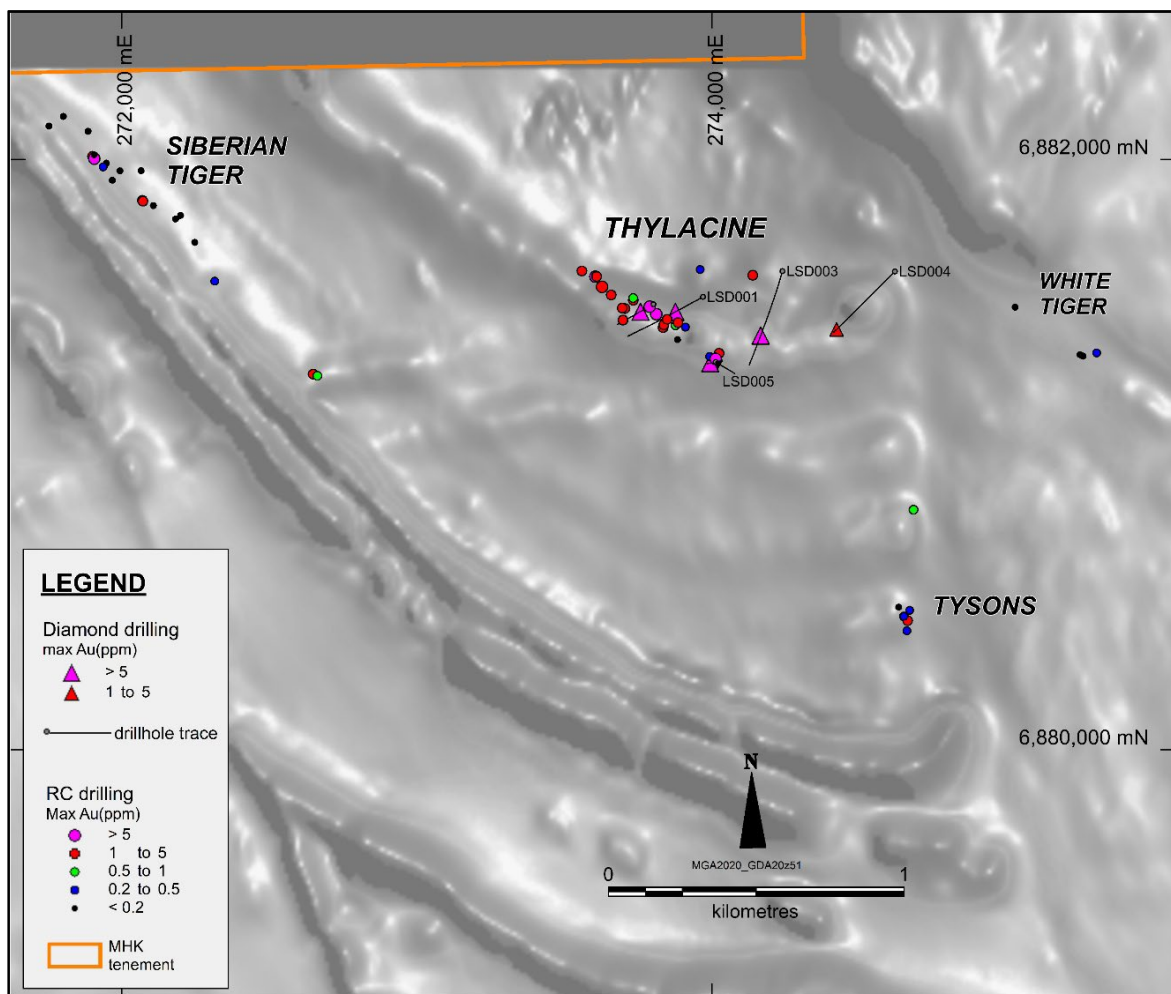 272,000 mE
274,000 mE
6,882,000 mN
SIBERIAN
TIGER
THYLACINE
LSD003
LSD004
LSD001
WHITE
TIGER
LSD005
TYSONS
6,880,000 mN
LEGEND
Diamond drilling
max Au(ppm)
> 5
1 to 5
drillhole trace
RC drilling
Max Au(ppm)
> 5
1 to 5
0.5 to 1
0.2 to 0.5
< 0.2
MHK
tenement
N
MGA2020_GDA20z51
0 1
kilometres